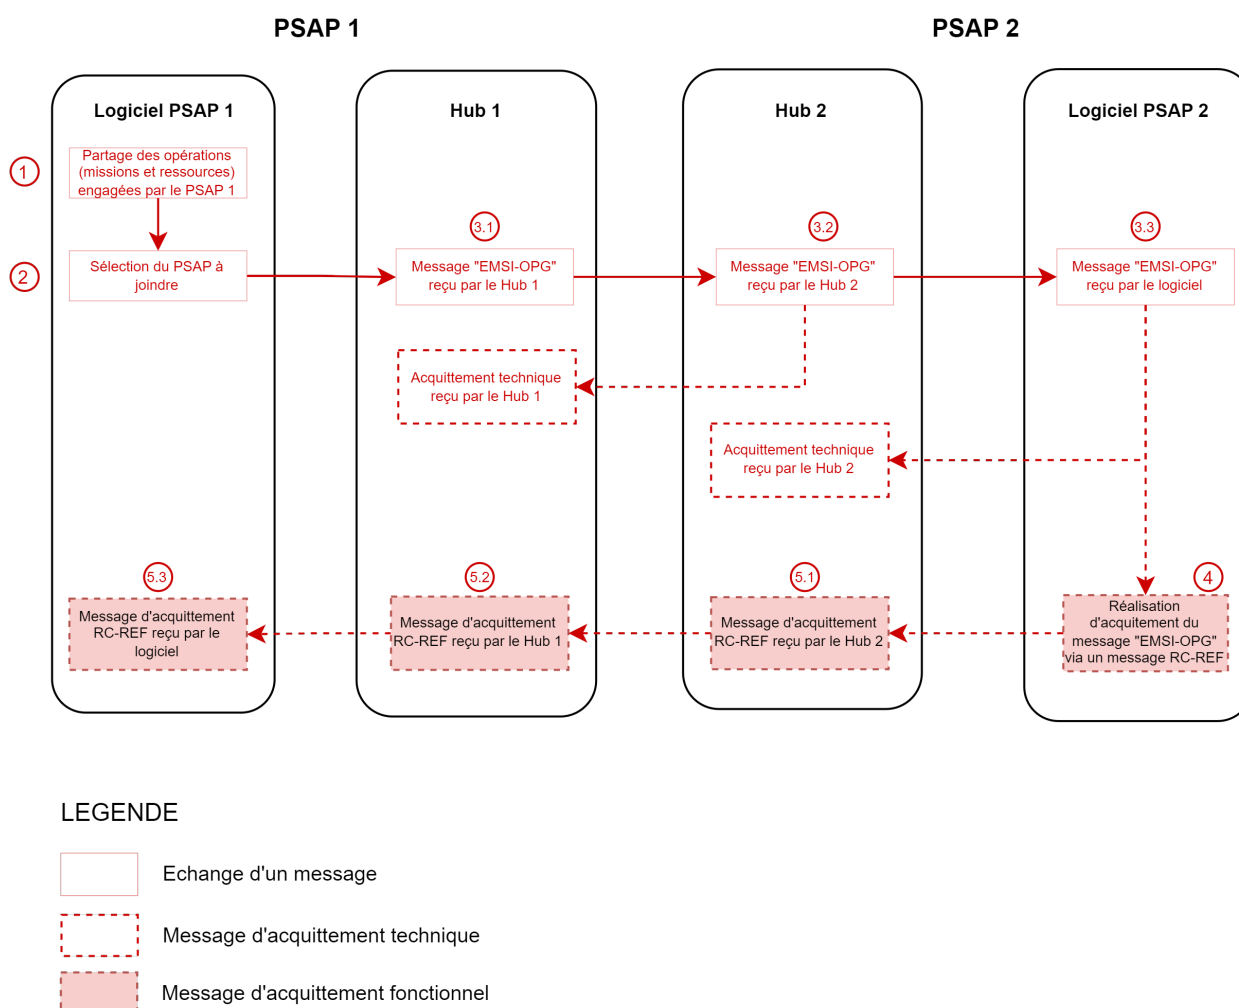 PSAP 1
PSAP 2
Logiciel PSAP 1
Hub 1
Hub 2
Logiciel PSAP 2
1
Partage des opérations
(missions et ressources)
engagées par le PSAP 1
3.1
3.2
3.3
2
Sélection du PSAP à
joindre
Message "EMSI-OPG"
reçu par le Hub 1
Message "EMSI-OPG"
reçu par le Hub 2
Message "EMSI-OPG"
reçu par le logiciel
Acquittement technique
reçu par le Hub 1
Acquittement technique
reçu par le Hub 2
5.3
5.2
5.1
4
Message d'acquittement
RC-REF reçu par le
logiciel
Message d'acquittement
RC-REF reçu par le Hub 1
Message d'acquittement
RC-REF reçu par le Hub 2
Réalisation
d'acquitement du
message "EMSI-OPG"
via un message RC-REF
LEGENDE
Echange d'un message
Message d'acquittement technique
Message d'acquittement fonctionnel